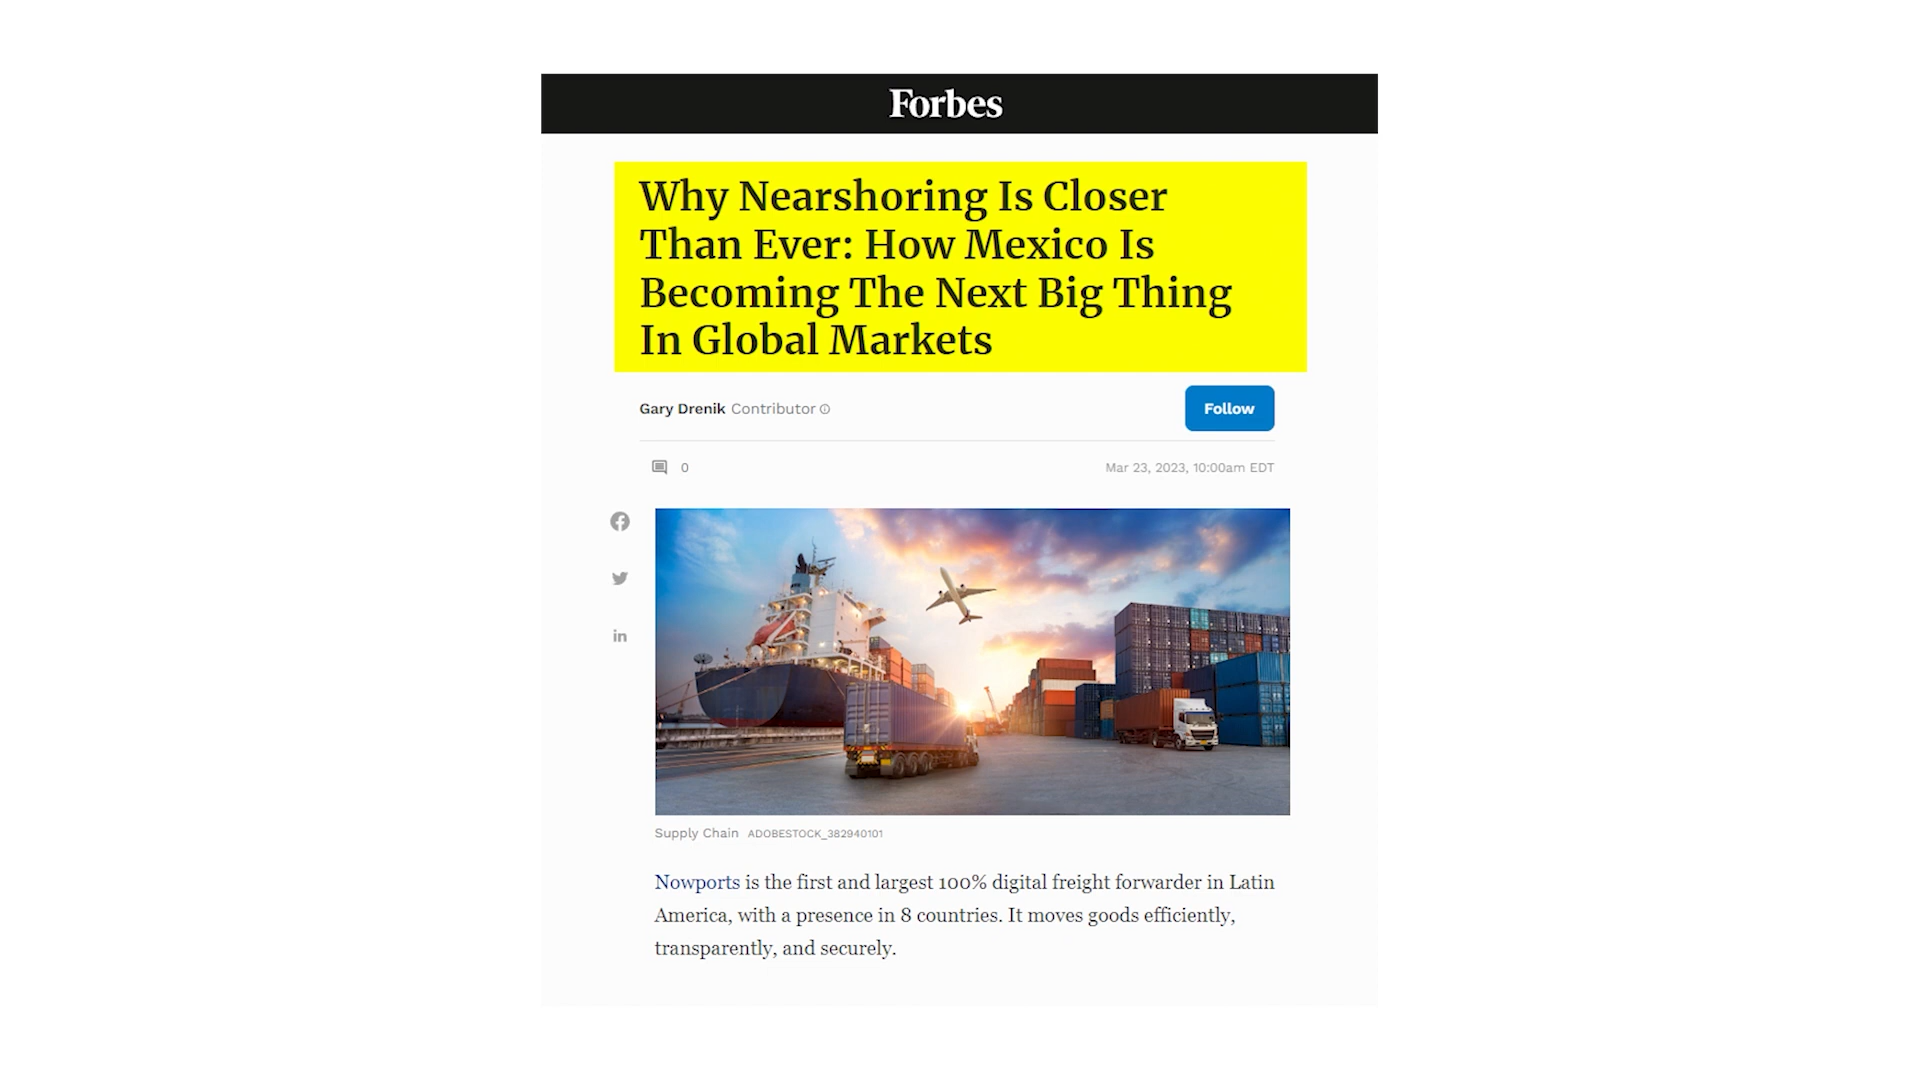 Forbes
Why Nearshoring Is Closer
Than Ever: How Mexico Is
Becoming The Next Big Thing
In Global Markets
Gary Drenik Contributor
Follow
0
Mar 23, 2023, 10:00am EDT
Supply Chain ADOBESTOCK_382940101
Nowports is the first and largest 100% digital freight forwarder in Latin
America, with a presence in 8 countries. It moves goods efficiently,
transparently, and securely.